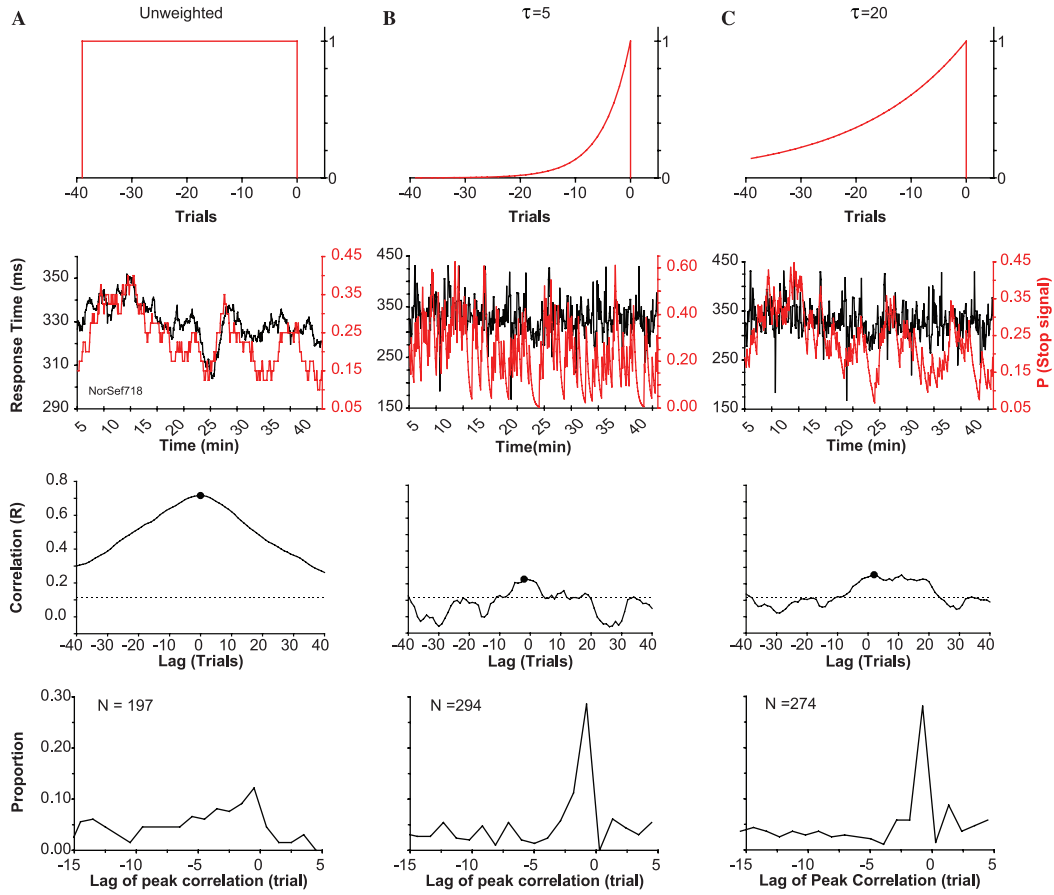 A
Unweighted
B
τ=5
C
τ=20
1
0
-40 -30 -20 -10 0
Trials
1
0
-40 -30 -20 -10 0
Trials
1
0
-40 -30 -20 -10 0
Trials
Response Time (ms)
350
330
310
290
0.45
0.35
0.25
0.15
0.05
NorSef718
5 10 15 20 25 30 35 40
Time (min)
450
350
250
150
0.60
0.40
0.20
0.00
5 10 15 20 25 30 35 40
Time(min)
450
350
250
150
0.45
0.35
0.25
0.15
0.05
P (Stop signal)
5 10 15 20 25 30 35 40
Time (min)
Correlation (R)
0.8
0.6
0.4
0.2
0.0
-40 -30 -20 -10 0 10 20 30 40
Lag (Trials)
-40 -30 -20 -10 0 10 20 30 40
Lag (Trials)
-40 -30 -20 -10 0 10 20 30 40
Lag (Trials)
Proportion
0.30
0.20
0.10
0.00
N = 197
-15 -10 -5 0 5
Lag of peak correlation (trial)
N =294
-15 -10 -5 0 5
Lag of peak correlation (trial)
N =274
-15 -10 -5 0 5
Lag of Peak Correlation (trial)